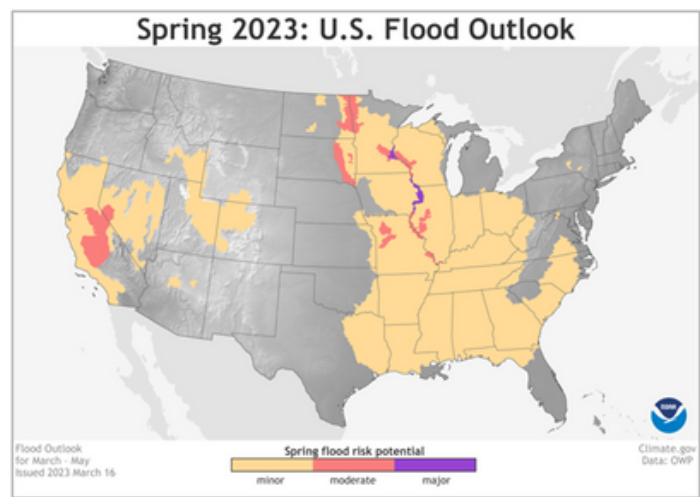 Spring 2023: U.S. Flood Outlook
NOAA
Flood Outlook
for March - May
Issued 2023 March 16
Spring flood risk potential
minor moderate major
Climate.gov
Data: OWP